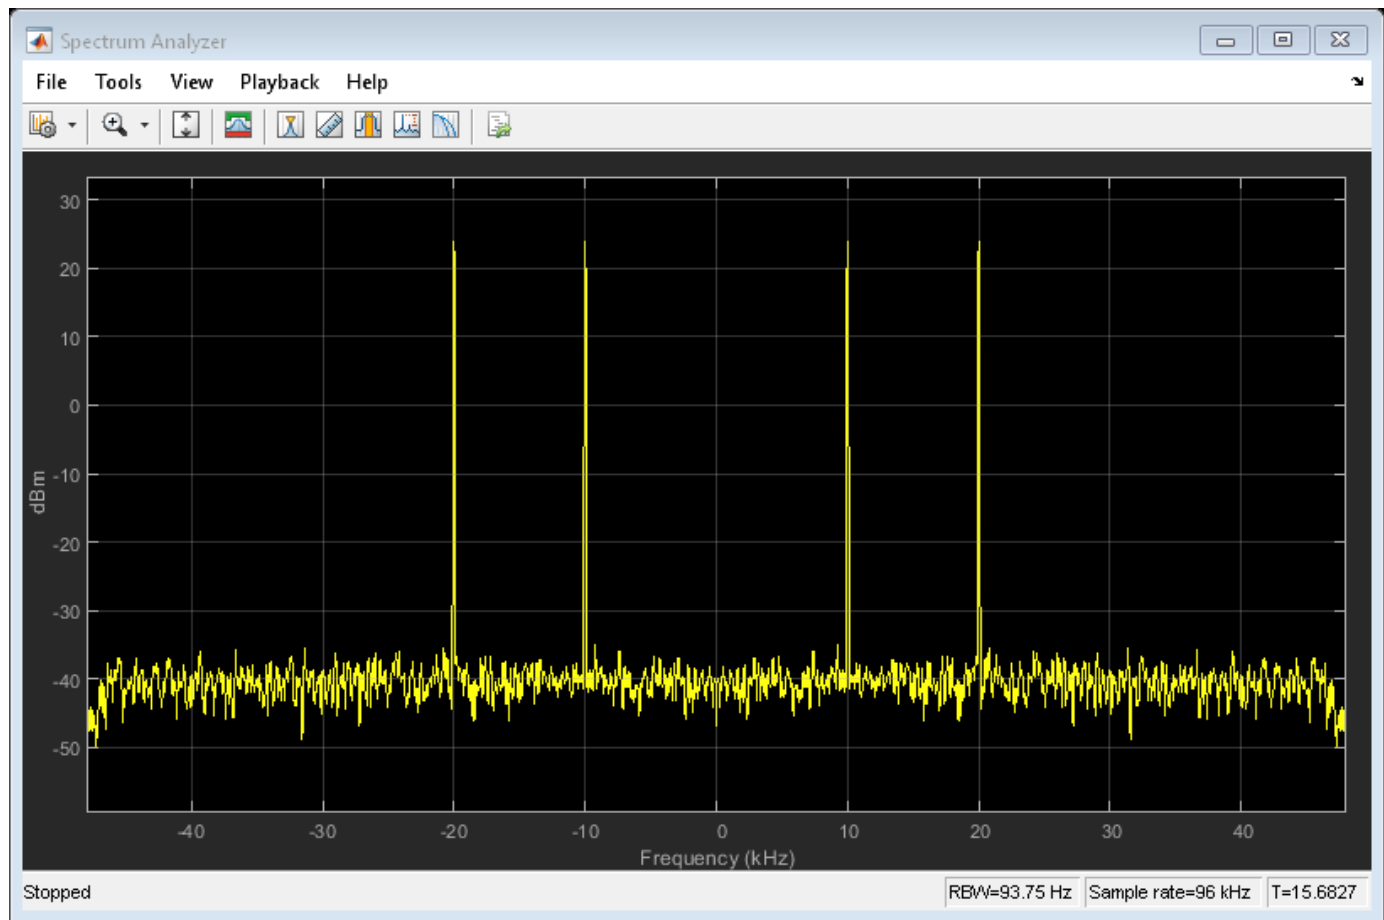 Spectrum Analyzer
File Tools View Playback Help
30
20
10
0
-10
-20
-30
-40
-50
dBm
-40 -30 -20 -10 0 10 20 30 40
Frequency (kHz)
Stopped RBW=93.75 Hz Sample rate=96 kHz T=15.6827